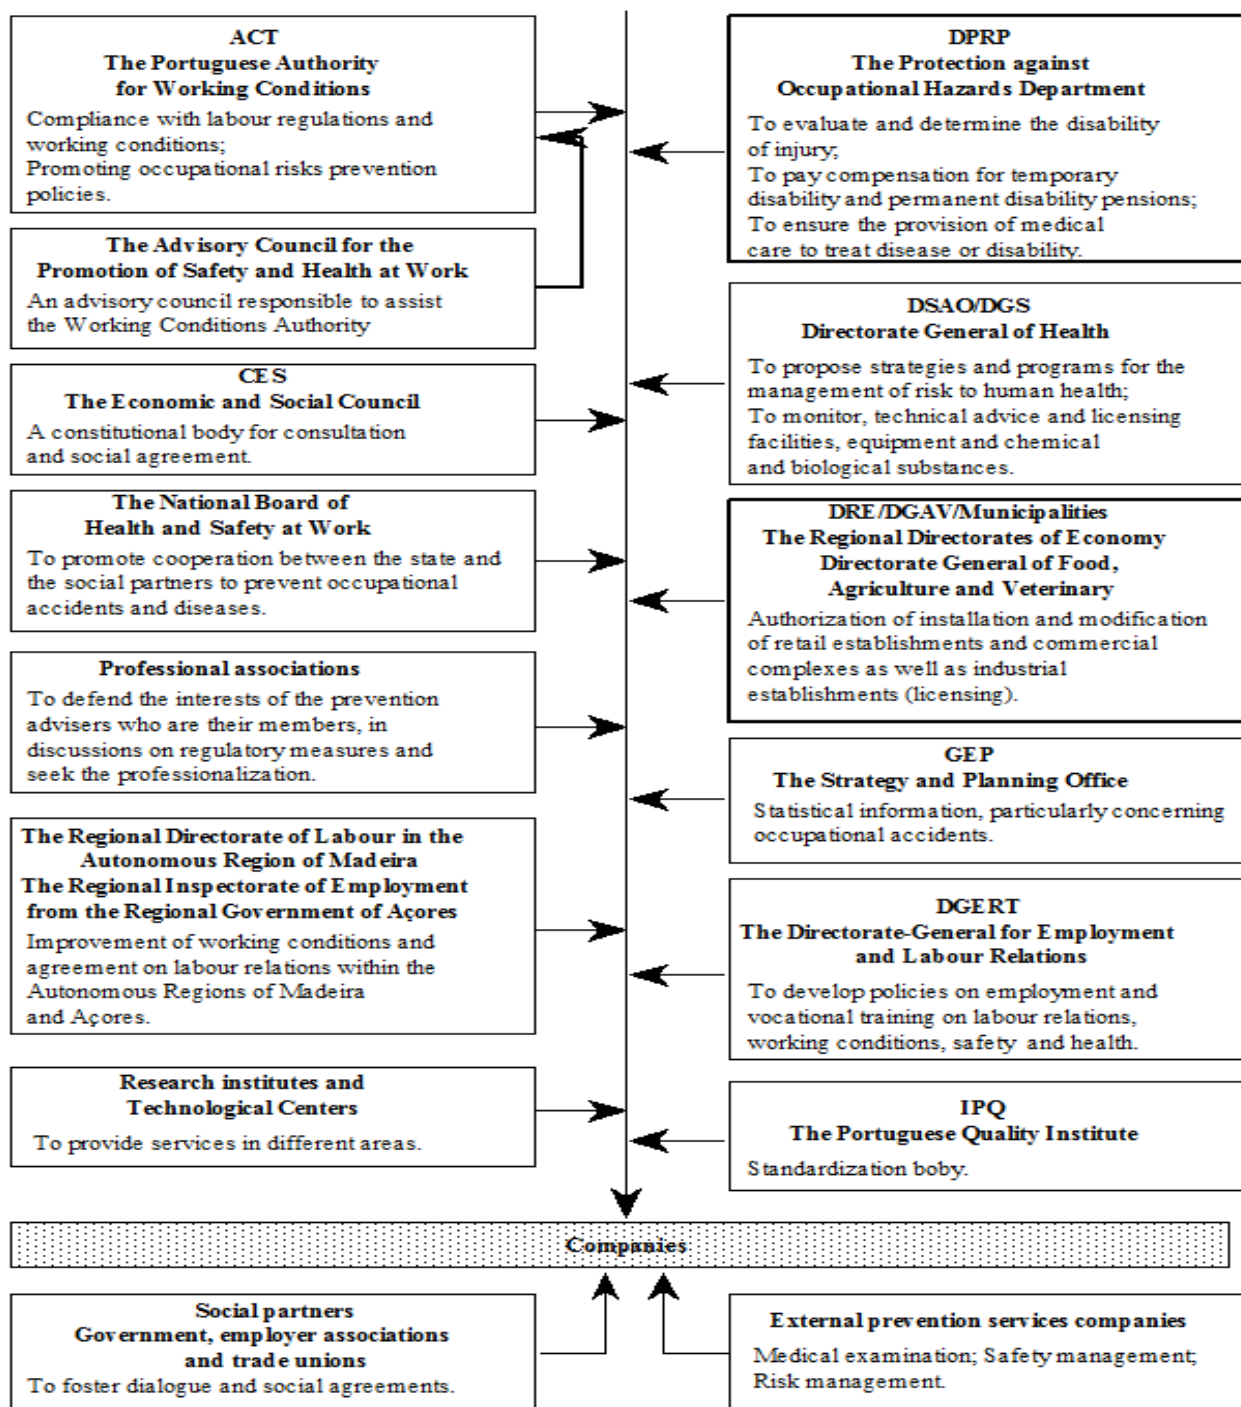 ACT
The Portuguese Authority
for Working Conditions
Compliance with labour regulations and
working conditions;
Promoting occupational risks prevention
policies.
The Advisory Council for the
Promotion of Safety and Health at Work
An advisory council responsible to assist
the Working Conditions Authority
CES
The Economic and Social Council
A constitutional body for consultation
and social agreement.
The National Board of
Health and Safety at Work
To promote cooperation between the state and
the social partners to prevent occupational
accidents and diseases.
Professional associations
To defend the interests of the prevention
advisers who are their members, in
discussions on regulatory measures and
seek the professionalization.
The Regional Directorate of Labour in the
Autonomous Region of Madeira
The Regional Inspectorate of Employment
from the Regional Government of Açores
Improvement of working conditions and
agreement on labour relations within the
Autonomous Regions of Madeira
and Açores.
Research institutes and
Technological Centers
To provide services in different areas.
DPRP
The Protection against
Occupational Hazards Department
To evaluate and determine the disability
of injury;
To pay compensation for temporary
disability and permanent disability pensions;
To ensure the provision of medical
care to treat disease or disability.
DSAO/DGS
Directorate General of Health
To propose strategies and programs for the
management of risk to human health;
To monitor, technical advice and licensing
facilities, equipment and chemical
and biological substances.
DRE/DGAV/Municipalities
The Regional Directorates of Economy
Directorate General of Food,
Agriculture and Veterinary
Authorization of installation and modification
of retail establishments and commercial
complexes as well as industrial
establishments (licensing).
GEP
The Strategy and Planning Office
Statistical information, particularly concerning
occupational accidents.
DGERT
The Directorate-General for Employment
and Labour Relations
To develop policies on employment and
vocational training on labour relations,
working conditions, safety and health.
IPQ
The Portuguese Quality Institute
Standardization boby.
Companies
Social partners
Government, employer associations
and trade unions
To foster dialogue and social agreements.
External prevention services companies
Medical examination; Safety management;
Risk management.